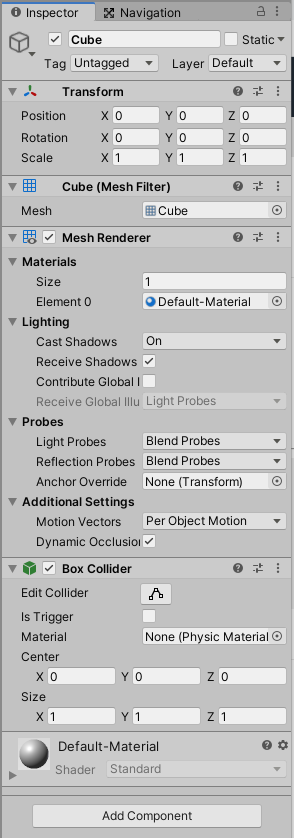 Inspector Navigation
Cube Static
Tag Untagged Layer Default
Transform
Position X 0 Y 0 Z 0
Rotation X 0 Y 0 Z 0
Scale X 1 Y 1 Z 1
Cube (Mesh Filter)
Mesh Cube
Mesh Renderer
Materials
Size 1
Element 0 Default-Material
Lighting
Cast Shadows On
Receive Shadows
Contribute Global I
Receive Global Illu Light Probes
Probes
Light Probes Blend Probes
Reflection Probes Blend Probes
Anchor Override None (Transform)
Additional Settings
Motion Vectors Per Object Motion
Dynamic Occlusion
Box Collider
Edit Collider
Is Trigger
Material None (Physic Material
Center
X 0 Y 0 Z 0
Size
X 1 Y 1 Z 1
Default-Material
Shader Standard
Add Component